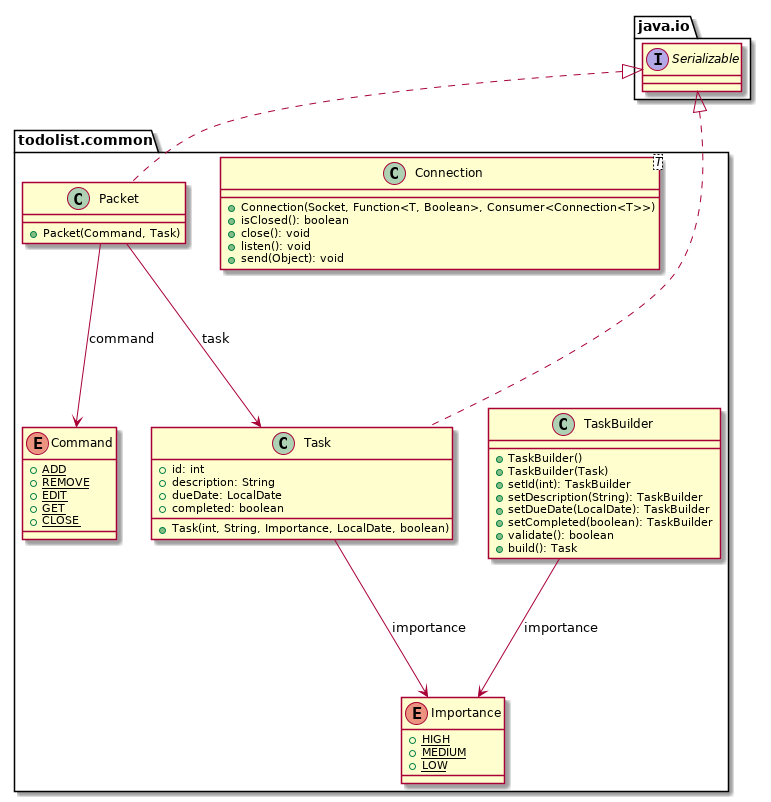 java.io
I Serializable
todolist.common
C Packet
Packet(Command, Task)
C Connection
T
Connection(Socket, Function<T, Boolean>, Consumer<Connection<T>>)
isClosed(): boolean
close(): void
listen(): void
send(Object): void
command
task
E Command
ADD
REMOVE
EDIT
GET
CLOSE
C Task
id: int
description: String
dueDate: LocalDate
completed: boolean
Task(int, String, Importance, LocalDate, boolean)
C TaskBuilder
TaskBuilder()
TaskBuilder(Task)
setId(int): TaskBuilder
setDescription(String): TaskBuilder
setDueDate(LocalDate): TaskBuilder
setCompleted(boolean): TaskBuilder
validate(): boolean
build(): Task
importance
importance
E Importance
HIGH
MEDIUM
LOW